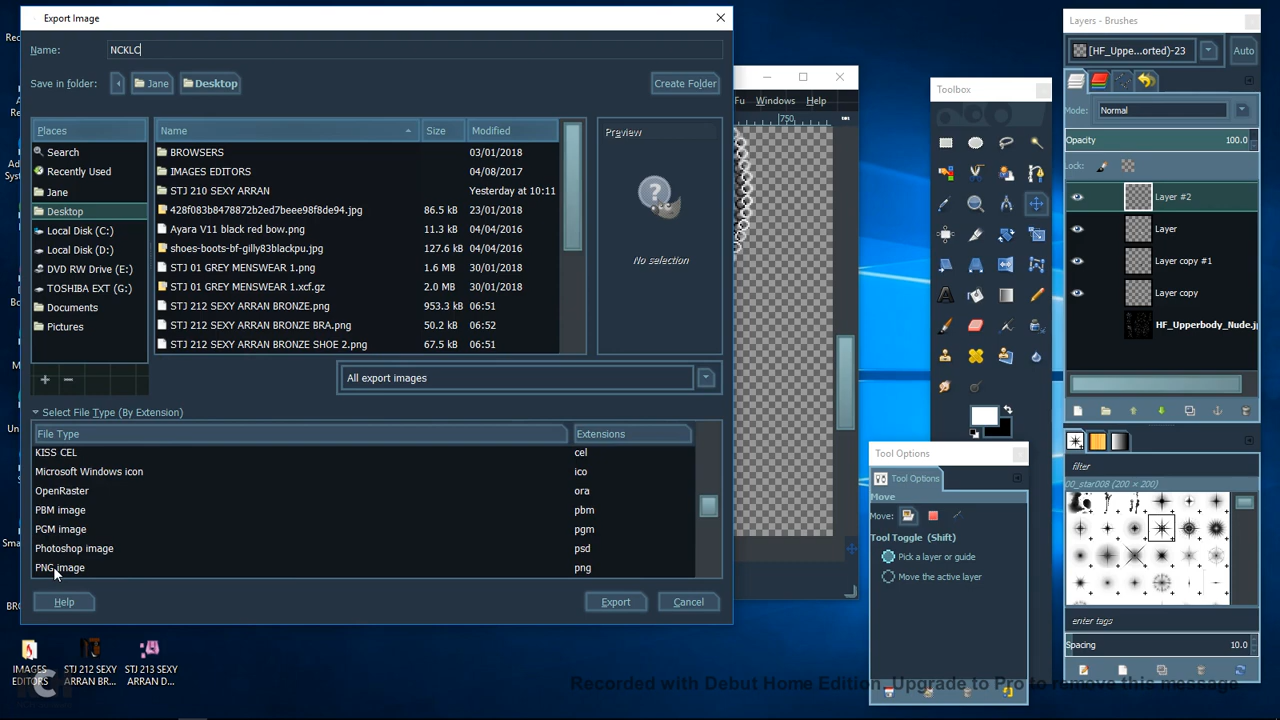 Export Image
Name: NCKLC
Save in folder: Jane Desktop Create Folder
Places
Search
Recently Used
Jane
Desktop
Local Disk (C:)
Local Disk (D:)
DVD RW Drive (E:)
TOSHIBA EXT (G:)
Documents
Pictures
Name Size Modified
BROWSERS 03/01/2018
IMAGES EDITORS 04/08/2017
STJ 210 SEXY ARRAN Yesterday at 10:11
428f083b8478872b2ed7beee98f8de94.jpg 86.5 kB 23/01/2018
Ayara V11 black red bow.png 11.3 kB 04/04/2016
shoes-boots-bf-gilly83blackpu.jpg 127.6 kB 04/04/2016
STJ 01 GREY MENSWEAR 1.png 1.6 MB 30/01/2018
STJ 01 GREY MENSWEAR 1.xcf.gz 2.0 MB 30/01/2018
STJ 212 SEXY ARRAN BRONZE.png 953.3 kB 06:51
STJ 212 SEXY ARRAN BRONZE BRA.png 50.2 kB 06:52
STJ 212 SEXY ARRAN BRONZE SHOE 2.png 67.5 kB 06:51
Preview
No selection
All export images
Select File Type (By Extension)
File Type Extensions
KISS CEL cel
Microsoft Windows icon ico
OpenRaster ora
PBM image pbm
PGM image pgm
Photoshop image psd
PNG image png
Help Export Cancel
Fu Windows Help
750
Toolbox
Tool Options
Tool Options
Move
Move:
Tool Toggle (Shift)
Pick a layer or guide
Move the active layer
Layers - Brushes
[HF_Uppe...orted)-23 Auto
Mode: Normal
Opacity 100.0
Lock:
Layer #2
Layer
Layer copy #1
Layer copy
HF_Upperbody_Nude.j
filter
00_star008 (200 × 200)
enter tags
Spacing 10.0
IMAGES EDITORS
STJ 212 SEXY ARRAN BR...
STJ 213 SEXY ARRAN D...
Recorded with Debut Home Edition. Upgrade to Pro to remove this message